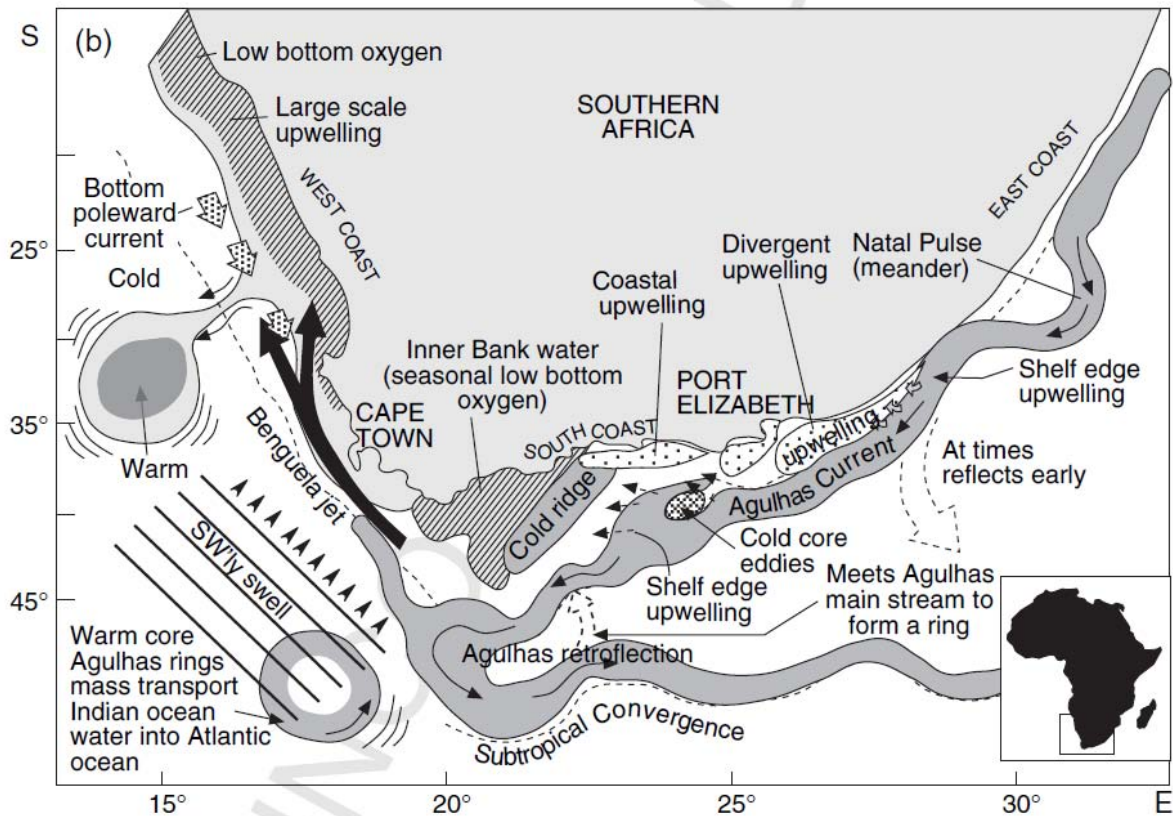 S
(b)
Low bottom oxygen
Large scale
upwelling
SOUTHERN
AFRICA
WEST COAST
EAST COAST
Bottom
poleward
current
25°
Cold
Divergent
upwelling
Natal Pulse
(meander)
Coastal
upwelling
Inner Bank water
(seasonal low bottom
oxygen)
PORT
ELIZABETH
Shelf edge
upwelling
CAPE
TOWN
SOUTH COAST
35°
Warm
Benguela jet
upwelling
Agulhas Current
At times
reflects early
Cold ridge
Cold core
eddies
SW'ly swell
Shelf edge
upwelling
Meets Agulhas
main stream to
form a ring
45°
Warm core
Agulhas rings
mass transport
Indian ocean
water into Atlantic
ocean
Agulhas retroflection
Subtropical Convergence
15°
20°
25°
30°
E